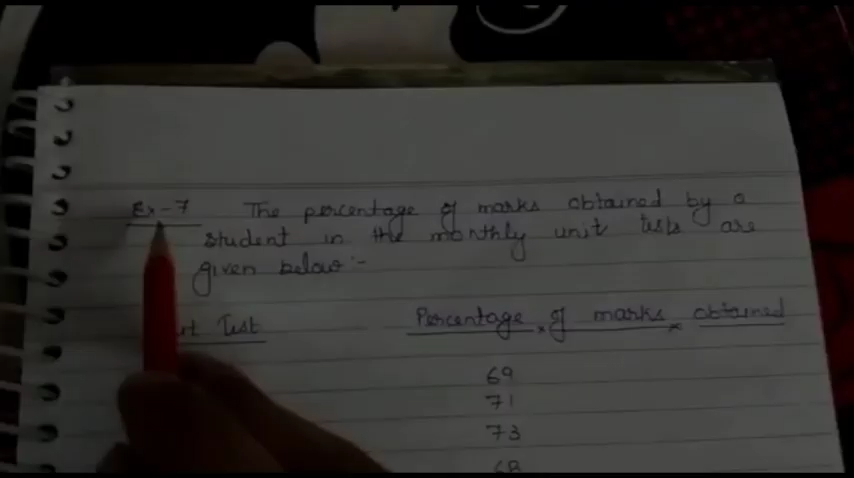 Ex-7 The percentage of marks obtained by a
student in the monthly unit tests are
given below:-
Test Percentage of marks obtained
69
71
73
68